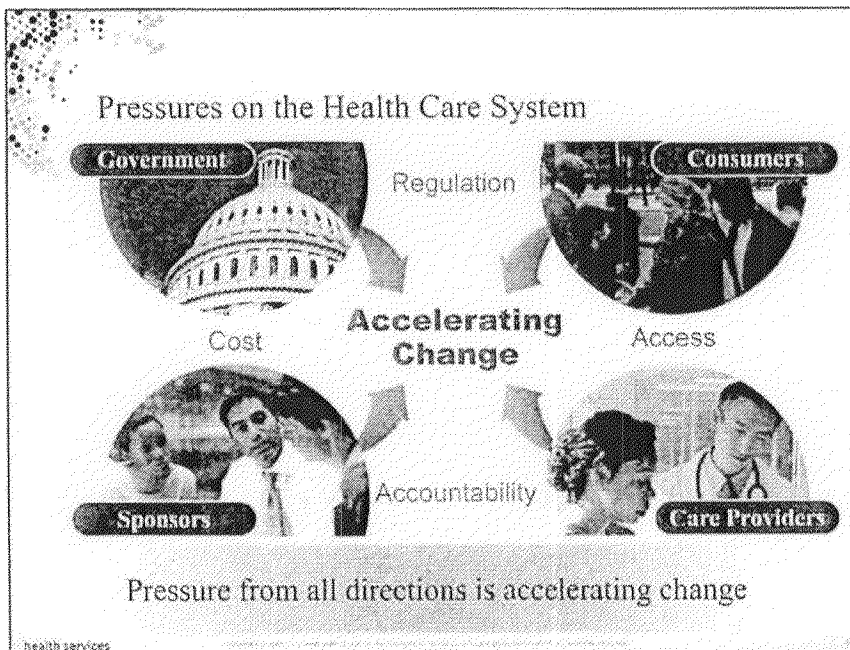 Pressures on the Health Care System
Government
Consumers
Regulation
Cost
Accelerating
Change
Access
Sponsors
Accountability
Care Providers
Pressure from all directions is accelerating change
health services